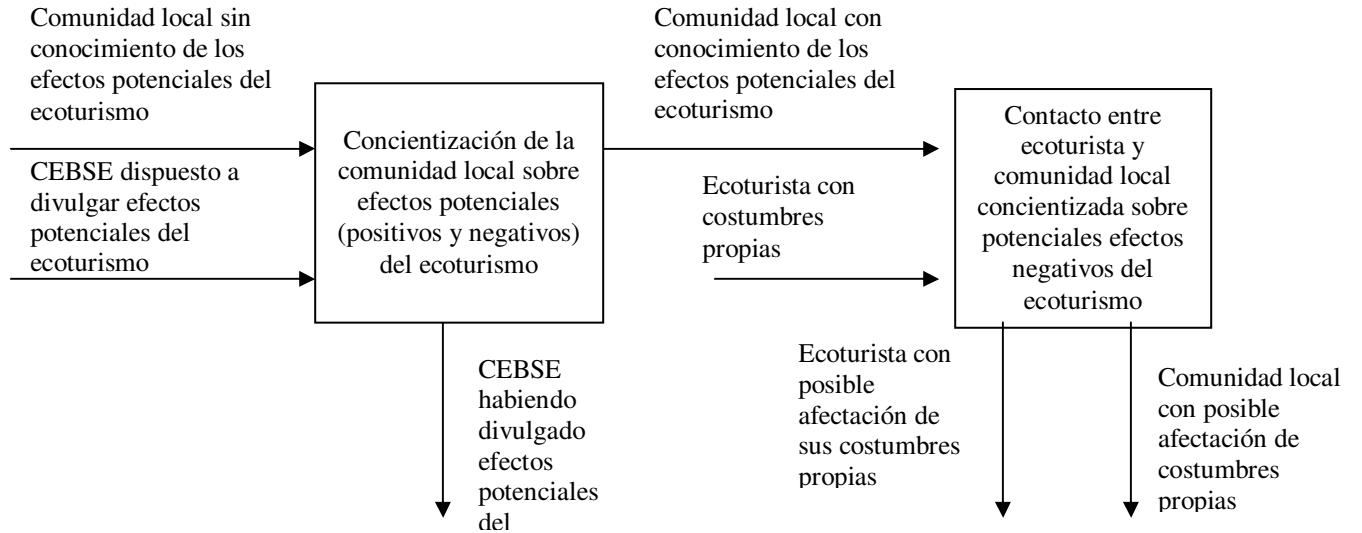 Comunidad local sin
conocimiento de los
efectos potenciales del
ecoturismo
CEBSE dispuesto a
divulgar efectos
potenciales del
ecoturismo
Concientización de la
comunidad local sobre
efectos potenciales
(positivos y negativos)
del ecoturismo
CEBSE
habiendo
divulgado
efectos
potenciales
del
Comunidad local con
conocimiento de los
efectos potenciales del
ecoturismo
Ecoturista con
costumbres
propias
Contacto entre
ecoturista y
comunidad local
concientizada sobre
potenciales efectos
negativos del
ecoturismo
Ecoturista con
posible
afectación de
sus costumbres
propias
Comunidad local
con posible
afectación de
costumbres
propias